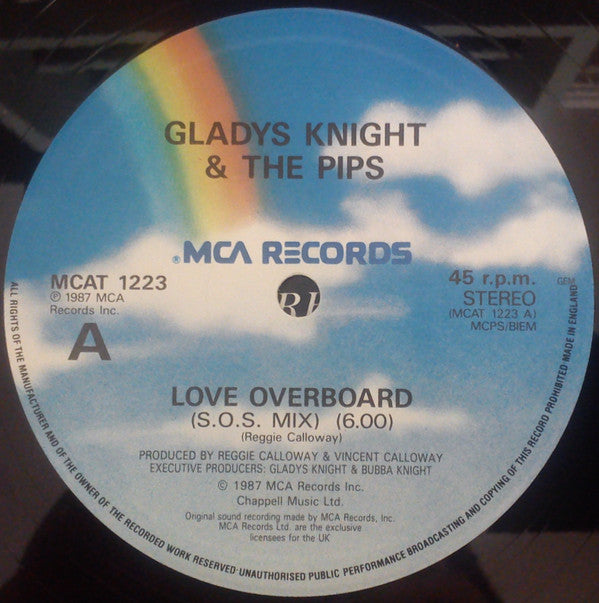 GLADYS KNIGHT
& THE PIPS
®MCA RECORDS
MCAT 1223
℗ 1987 MCA
Records Inc.
A
45 r.p.m.
STEREO
(MCAT 1223 A)
MCPS/BIEM
GEM
LOVE OVERBOARD
(S.O.S. MIX) (6.00)
(Reggie Calloway)
PRODUCED BY REGGIE CALLOWAY & VINCENT CALLOWAY
EXECUTIVE PRODUCERS: GLADYS KNIGHT & BUBBA KNIGHT
© 1987 MCA Records Inc.
Chappell Music Ltd.
Original sound recording made by MCA Records, Inc.
MCA Records Ltd. are the exclusive
licensees for the UK
ALL RIGHTS OF THE MANUFACTURER AND OF THE OWNER OF THE RECORDED WORK RESERVED·UNAUTHORISED PUBLIC PERFORMANCE BROADCASTING AND COPYING OF THIS RECORD PROHIBITED·MADE IN ENGLAND